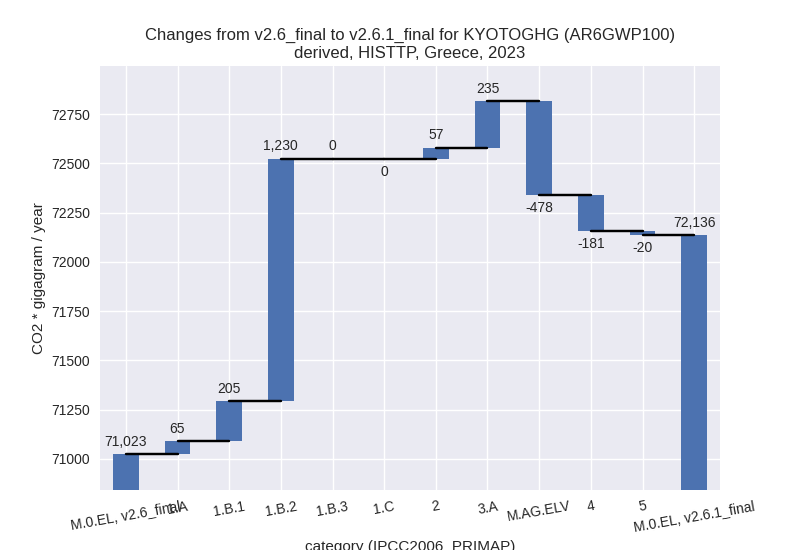 Changes from v2.6_final to v2.6.1_final for KYOTOGHG (AR6GWP100)
derived, HISTTP, Greece, 2023
CO2 * gigagram / year
72750
72500
72250
72000
71750
71500
71250
71000
71,023
65
205
1,230
0
0
57
235
-478
-181
-20
72,136
M.0.EL, v2.6_final
1.A
1.B.1
1.B.2
1.B.3
1.C
2
3.A
M.AG.ELV
4
5
M.0.EL, v2.6.1_final
category (IPCC2006_PRIMAP)